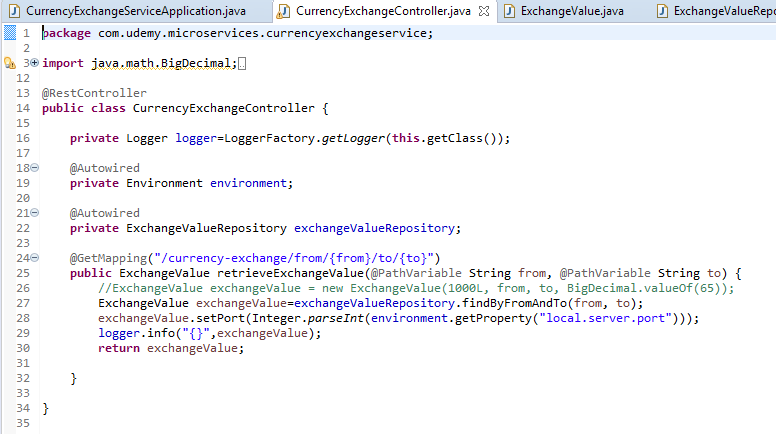 CurrencyExchangeServiceApplication.java CurrencyExchangeController.java ExchangeValue.java ExchangeValueRepo
1 package com.udemy.microservices.currencyexchangeservice;
2
3 import java.math.BigDecimal;
12
13 @RestController
14 public class CurrencyExchangeController {
15
16 private Logger logger=LoggerFactory.getLogger(this.getClass());
17
18 @Autowired
19 private Environment environment;
20
21 @Autowired
22 private ExchangeValueRepository exchangeValueRepository;
23
24 @GetMapping("/currency-exchange/from/{from}/to/{to}")
25 public ExchangeValue retrieveExchangeValue(@PathVariable String from, @PathVariable String to) {
26 //ExchangeValue exchangeValue = new ExchangeValue(1000L, from, to, BigDecimal.valueOf(65));
27 ExchangeValue exchangeValue=exchangeValueRepository.findByFromAndTo(from, to);
28 exchangeValue.setPort(Integer.parseInt(environment.getProperty("local.server.port")));
29 logger.info("{}",exchangeValue);
30 return exchangeValue;
31
32 }
33
34 }
35